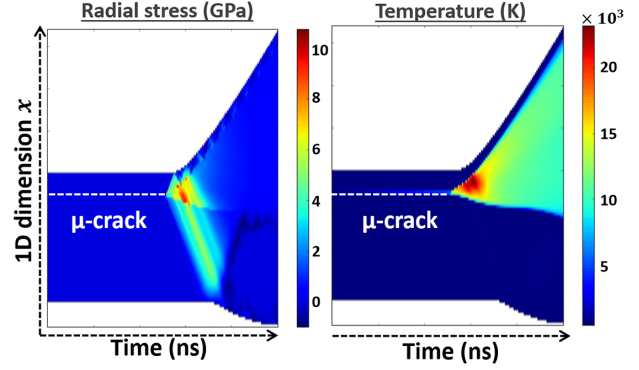 Radial stress (GPa)
Temperature (K)
× 10³
10
8
6
4
2
0
20
15
10
5
1D dimension x
μ-crack
μ-crack
Time (ns)
Time (ns)